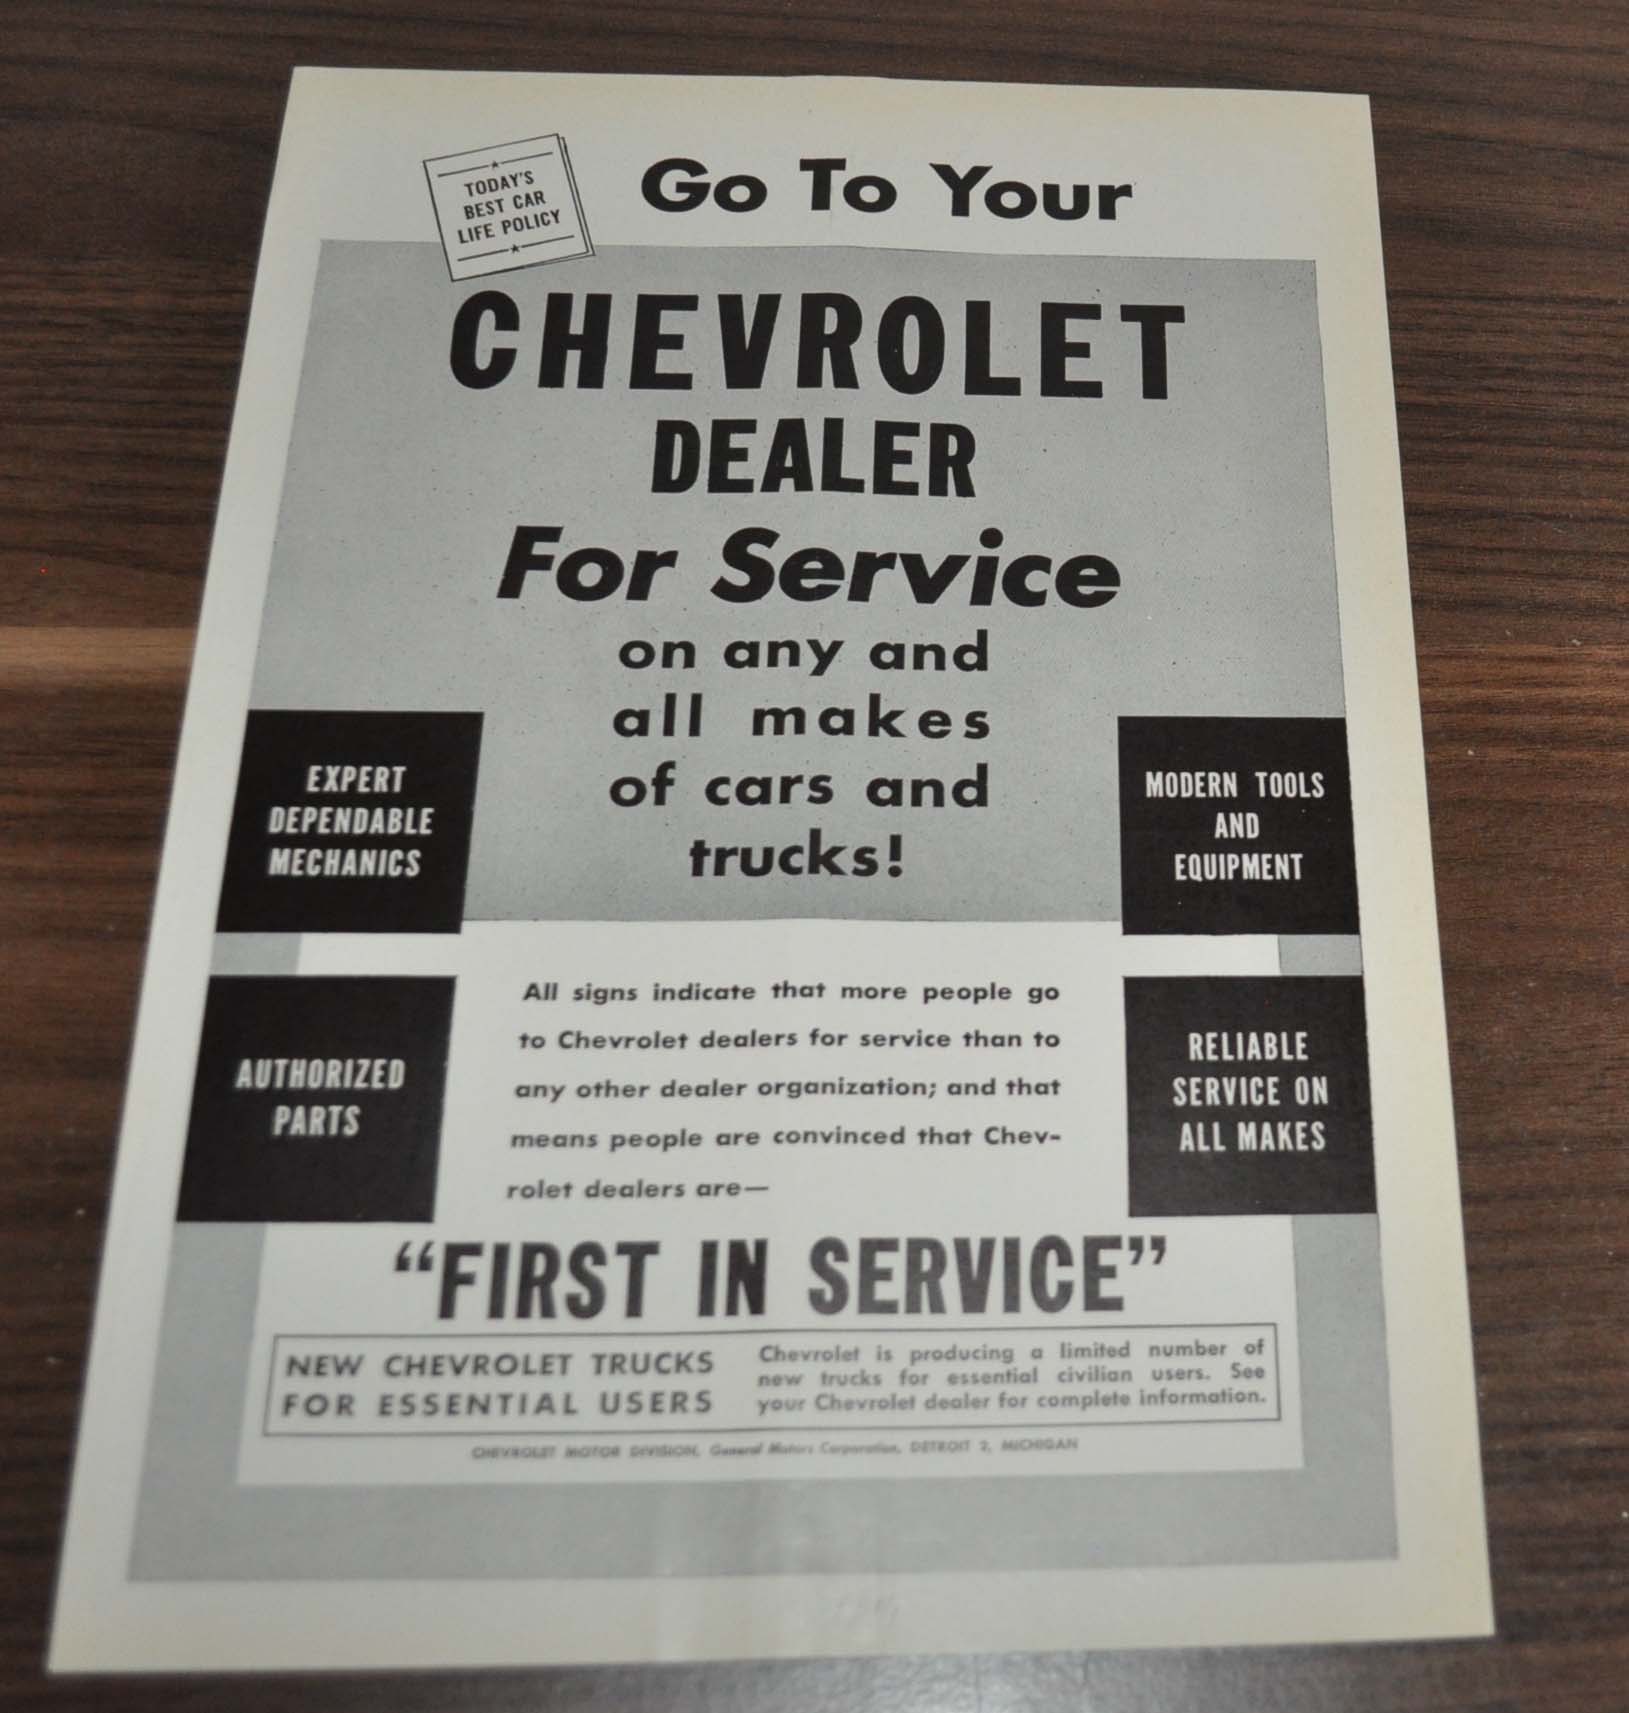 TODAY'S
BEST CAR
LIFE POLICY
Go To Your
CHEVROLET
DEALER
For Service
on any and
all makes
of cars and
trucks!
EXPERT
DEPENDABLE
MECHANICS
MODERN TOOLS
AND
EQUIPMENT
AUTHORIZED
PARTS
All signs indicate that more people go
to Chevrolet dealers for service than to
any other dealer organization; and that
means people are convinced that Chev-
rolet dealers are—
RELIABLE
SERVICE ON
ALL MAKES
"FIRST IN SERVICE"
NEW CHEVROLET TRUCKS
FOR ESSENTIAL USERS
Chevrolet is producing a limited number of
new trucks for essential civilian users. See
your Chevrolet dealer for complete information.
CHEVROLET MOTOR DIVISION, General Motors Corporation, DETROIT 2, MICHIGAN